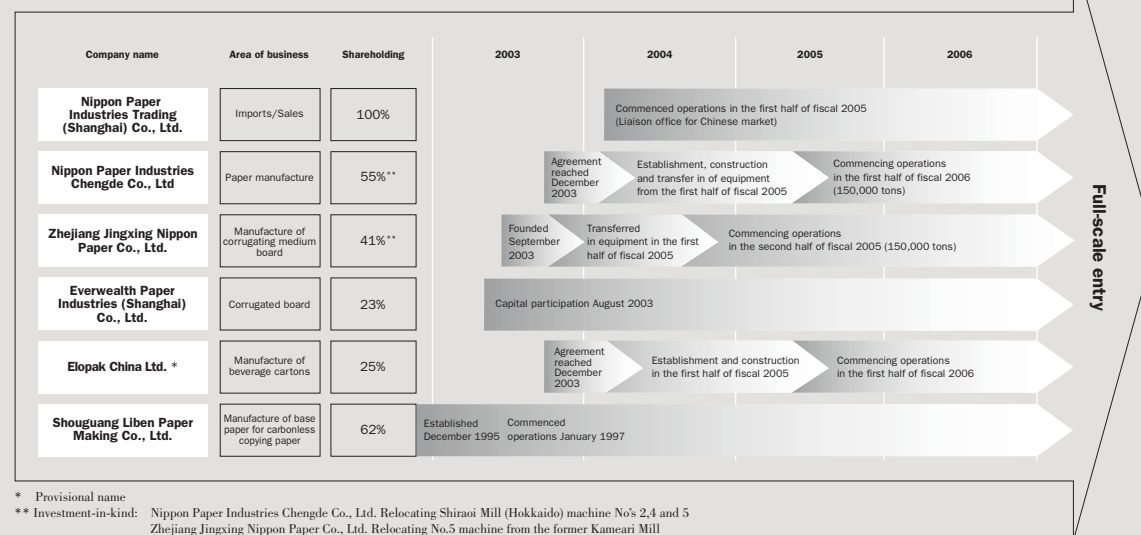 Company name Area of business Shareholding 2003 2004 2005 2006
Nippon Paper
Industries Trading
(Shanghai) Co., Ltd.
Imports/Sales
100%
Commenced operations in the first half of fiscal 2005
(Liaison office for Chinese market)
Nippon Paper Industries
Chengde Co., Ltd
Paper manufacture
55%**
Agreement
reached
December
2003
Establishment, construction
and transfer in of equipment
from the first half of fiscal 2005
Commencing operations
in the first half of fiscal 2006
(150,000 tons)
Zhejiang Jingxing Nippon
Paper Co., Ltd.
Manufacture of
corrugating medium
board
41%**
Founded
September
2003
Transferred
in equipment in the first
half of fiscal 2005
Commencing operations
in the second half of fiscal 2005 (150,000 tons)
Everwealth Paper
Industries (Shanghai)
Co., Ltd.
Corrugated board
23%
Capital participation August 2003
Elopak China Ltd. *
Manufacture of
beverage cartons
25%
Agreement
reached
December
2003
Establishment and construction
in the first half of fiscal 2005
Commencing operations
in the first half of fiscal 2006
Shouguang Liben Paper
Making Co., Ltd.
Manufacture of base
paper for carbonless
copying paper
62%
Established
December 1995
Commenced
operations January 1997
Full-scale entry
* Provisional name
** Investment-in-kind: Nippon Paper Industries Chengde Co., Ltd. Relocating Shiraoi Mill (Hokkaido) machine No's 2,4 and 5
Zhejiang Jingxing Nippon Paper Co., Ltd. Relocating No.5 machine from the former Kameari Mill